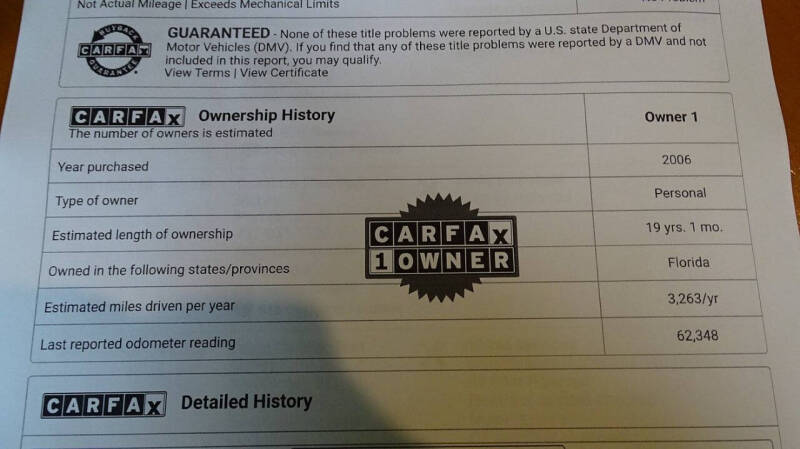 Not Actual Mileage | Exceeds Mechanical Limits
BUYBACK
CARFAX
GUARANTEE
GUARANTEED - None of these title problems were reported by a U.S. state Department of
Motor Vehicles (DMV). If you find that any of these title problems were reported by a DMV and not
included in this report, you may qualify.
View Terms | View Certificate
CARFAX Ownership History
The number of owners is estimated
Owner 1
Year purchased
2006
Type of owner
Personal
Estimated length of ownership
19 yrs. 1 mo.
Owned in the following states/provinces
Florida
Estimated miles driven per year
3,263/yr
Last reported odometer reading
62,348
CARFAX
1 OWNER
CARFAX Detailed History